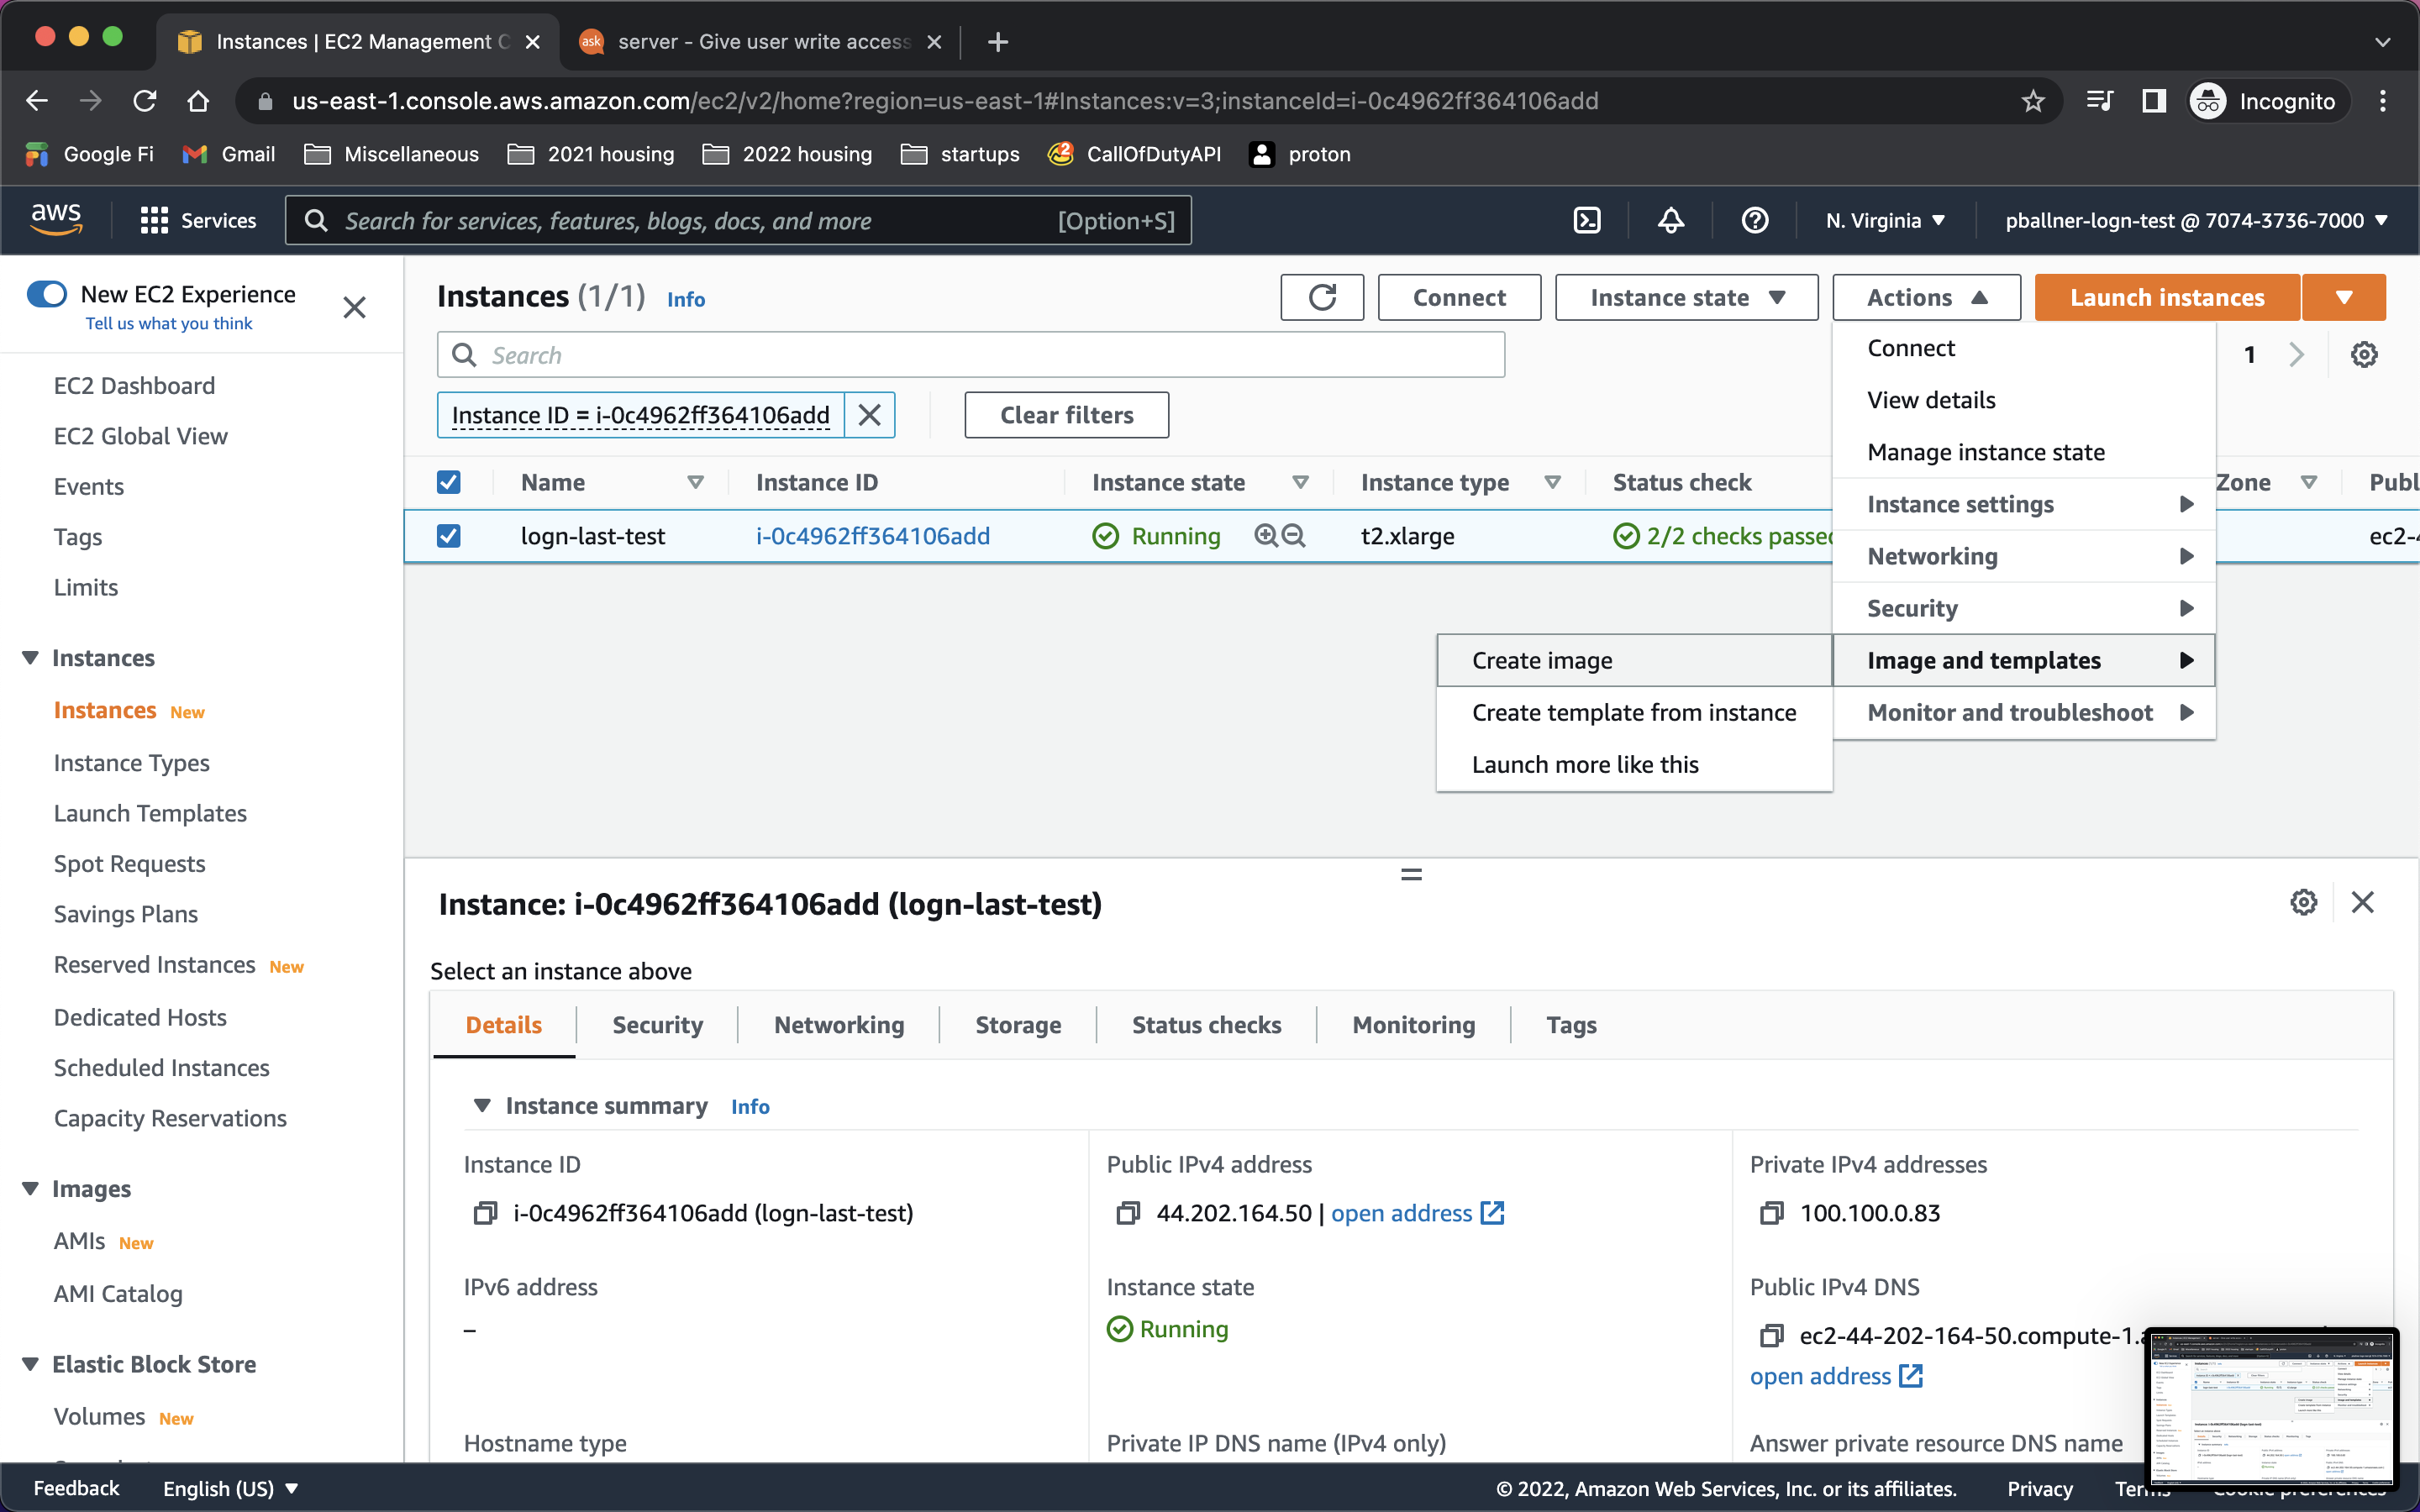 Instances | EC2 Management C
ask
server - Give user write access
us-east-1.console.aws.amazon.com/ec2/v2/home?region=us-east-1#Instances:v=3;instanceId=i-0c4962ff364106add
Incognito
Google Fi
Gmail
Miscellaneous
2021 housing
2022 housing
startups
2
CallOfDutyAPI
proton
aws
Services
Search for services, features, blogs, docs, and more
[Option+S]
N. Virginia
pballner-logn-test @ 7074-3736-7000
New EC2 Experience
Tell us what you think
EC2 Dashboard
EC2 Global View
Events
Tags
Limits
Instances
Instances New
Instance Types
Launch Templates
Spot Requests
Savings Plans
Reserved Instances New
Dedicated Hosts
Scheduled Instances
Capacity Reservations
Images
AMIs New
AMI Catalog
Elastic Block Store
Volumes New
Instances (1/1) Info
Connect
Instance state
Actions
Launch instances
Search
1
Instance ID = i-0c4962ff364106add
Clear filters
Name
Instance ID
Instance state
Instance type
Status check
Zone
Publ
logn-last-test
i-0c4962ff364106add
Running
t2.xlarge
2/2 checks passed
ec2-4
Connect
View details
Manage instance state
Instance settings
Networking
Security
Image and templates
Monitor and troubleshoot
Create image
Create template from instance
Launch more like this
Instance: i-0c4962ff364106add (logn-last-test)
Select an instance above
Details
Security
Networking
Storage
Status checks
Monitoring
Tags
Instance summary Info
Instance ID
i-0c4962ff364106add (logn-last-test)
Public IPv4 address
44.202.164.50 | open address
Private IPv4 addresses
100.100.0.83
IPv6 address
–
Instance state
Running
Public IPv4 DNS
ec2-44-202-164-50.compute-1.a
open address
Hostname type
Private IP DNS name (IPv4 only)
Answer private resource DNS name
Feedback
English (US)
© 2022, Amazon Web Services, Inc. or its affiliates.
Privacy
Terms
Cookie preferences